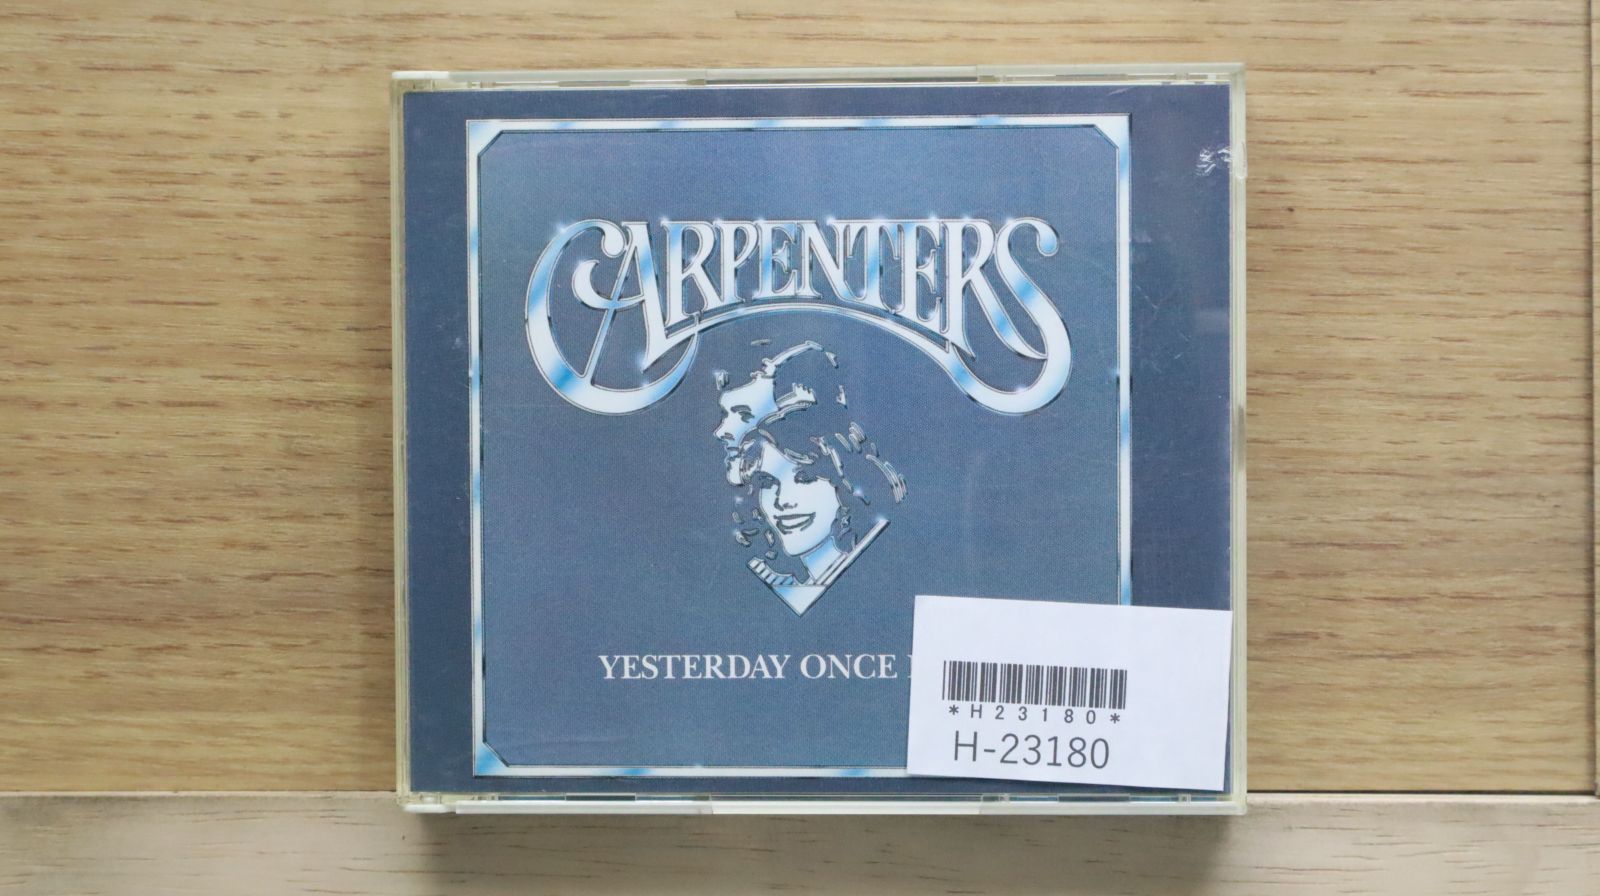 CARPENTERS
YESTERDAY ONCE
*H23180*
H-23180